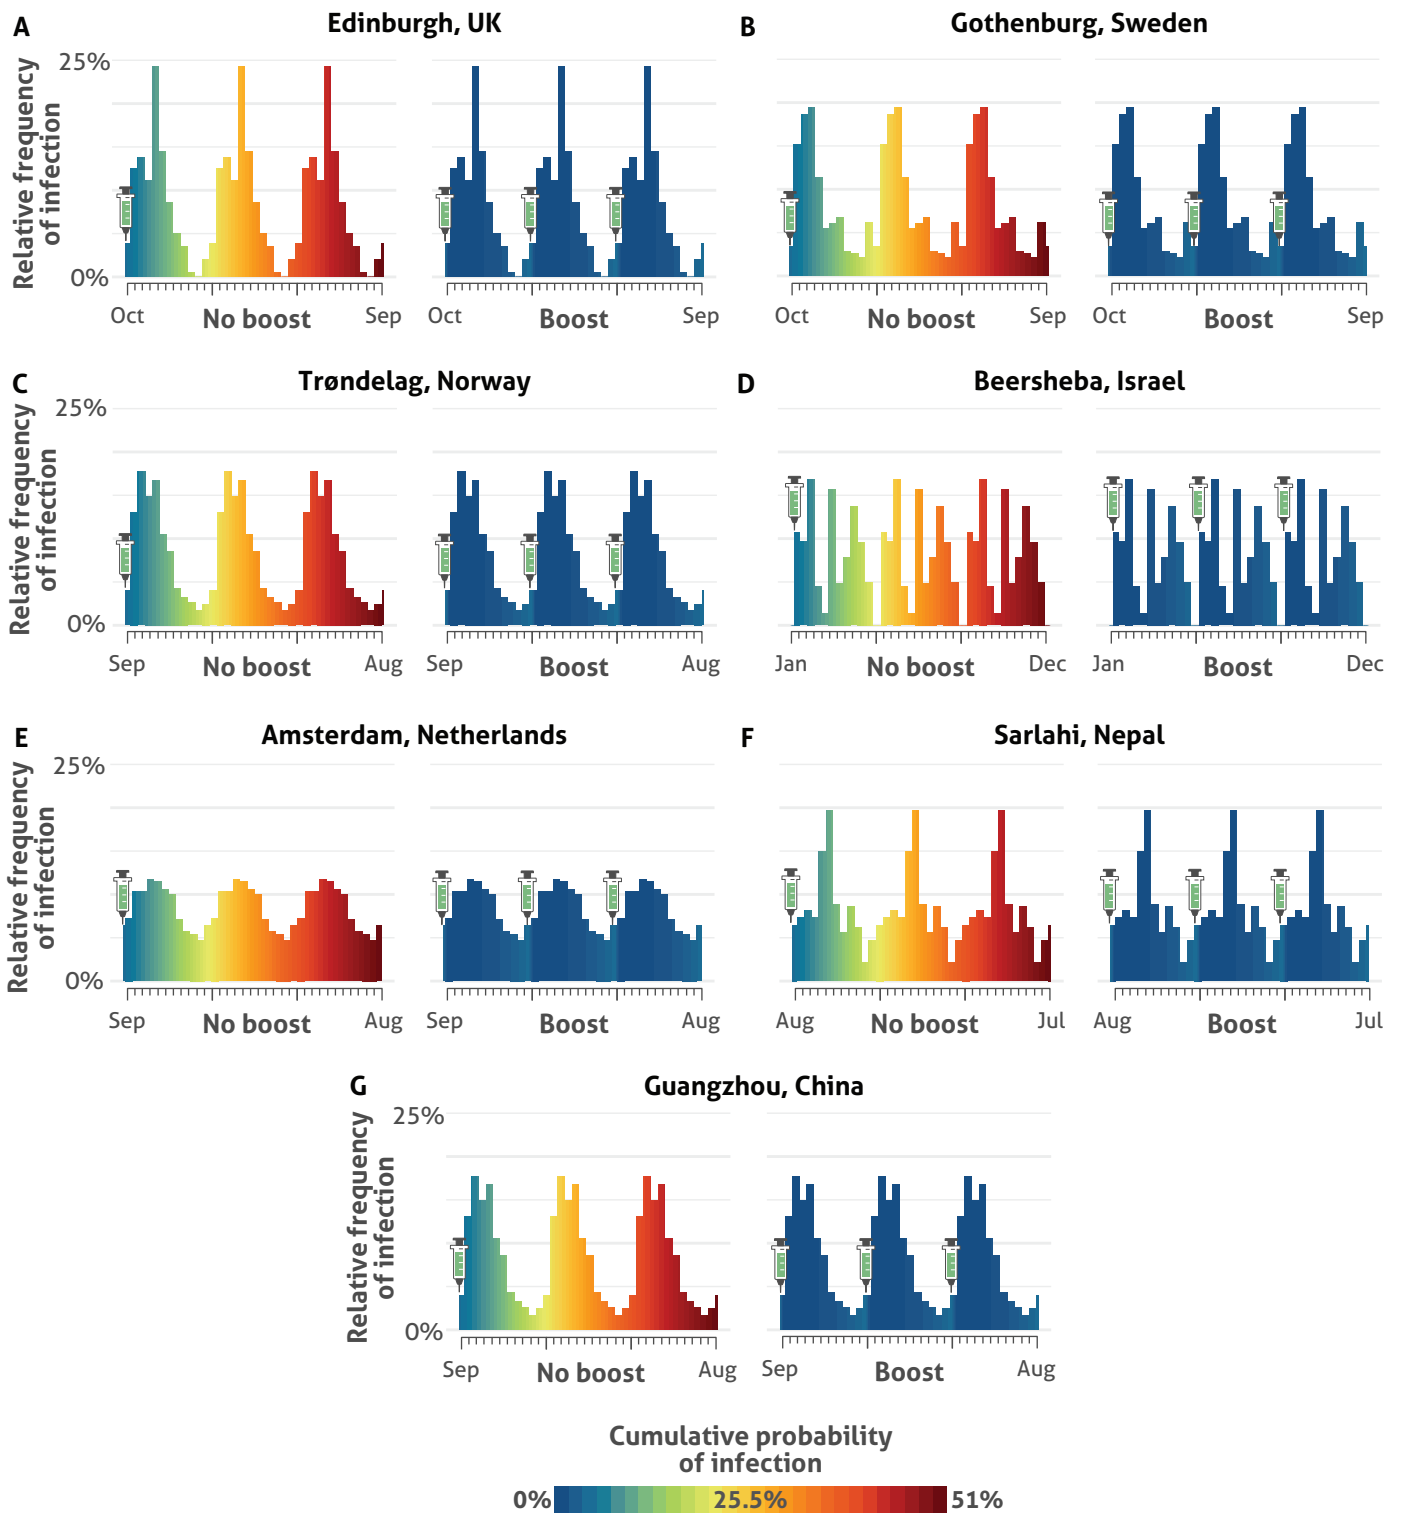 A
Edinburgh, UK
B
Gothenburg, Sweden
Relative frequency
of infection
25%
0%
Oct
No boost
Sep
Oct
Boost
Sep
Oct
No boost
Sep
Oct
Boost
Sep
C
Trøndelag, Norway
D
Beersheba, Israel
Relative frequency
of infection
25%
0%
Sep
No boost
Aug
Sep
Boost
Aug
Jan
No boost
Dec
Jan
Boost
Dec
E
Amsterdam, Netherlands
F
Sarlahi, Nepal
Relative frequency
of infection
25%
0%
Sep
No boost
Aug
Sep
Boost
Aug
Aug
No boost
Jul
Aug
Boost
Jul
G
Guangzhou, China
Relative frequency
of infection
25%
0%
Sep
No boost
Aug
Sep
Boost
Aug
Cumulative probability
of infection
0%
25.5%
51%